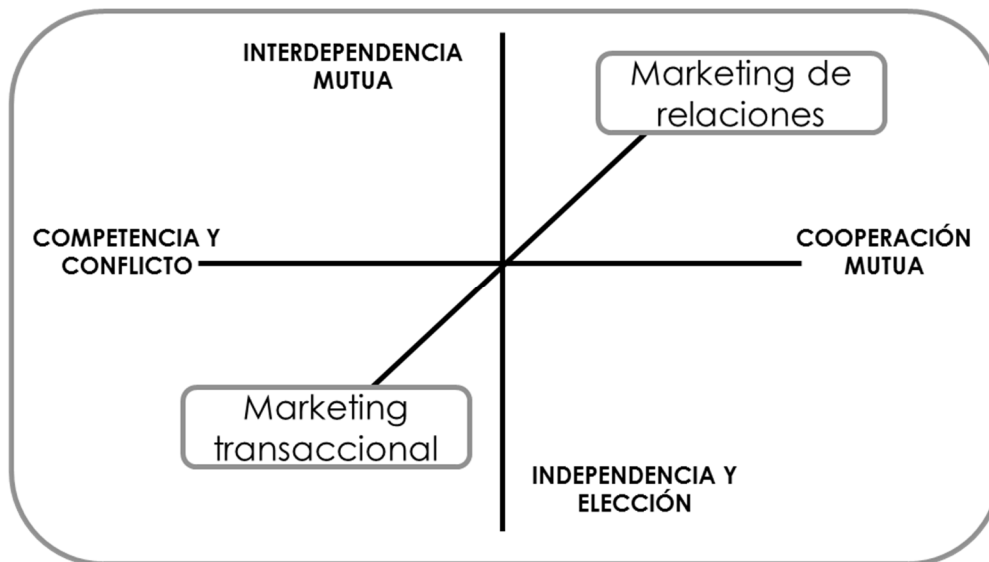 INTERDEPENDENCIA
MUTUA
Marketing de
relaciones
COMPETENCIA Y
CONFLICTO
COOPERACIÓN
MUTUA
Marketing
transaccional
INDEPENDENCIA Y
ELECCIÓN